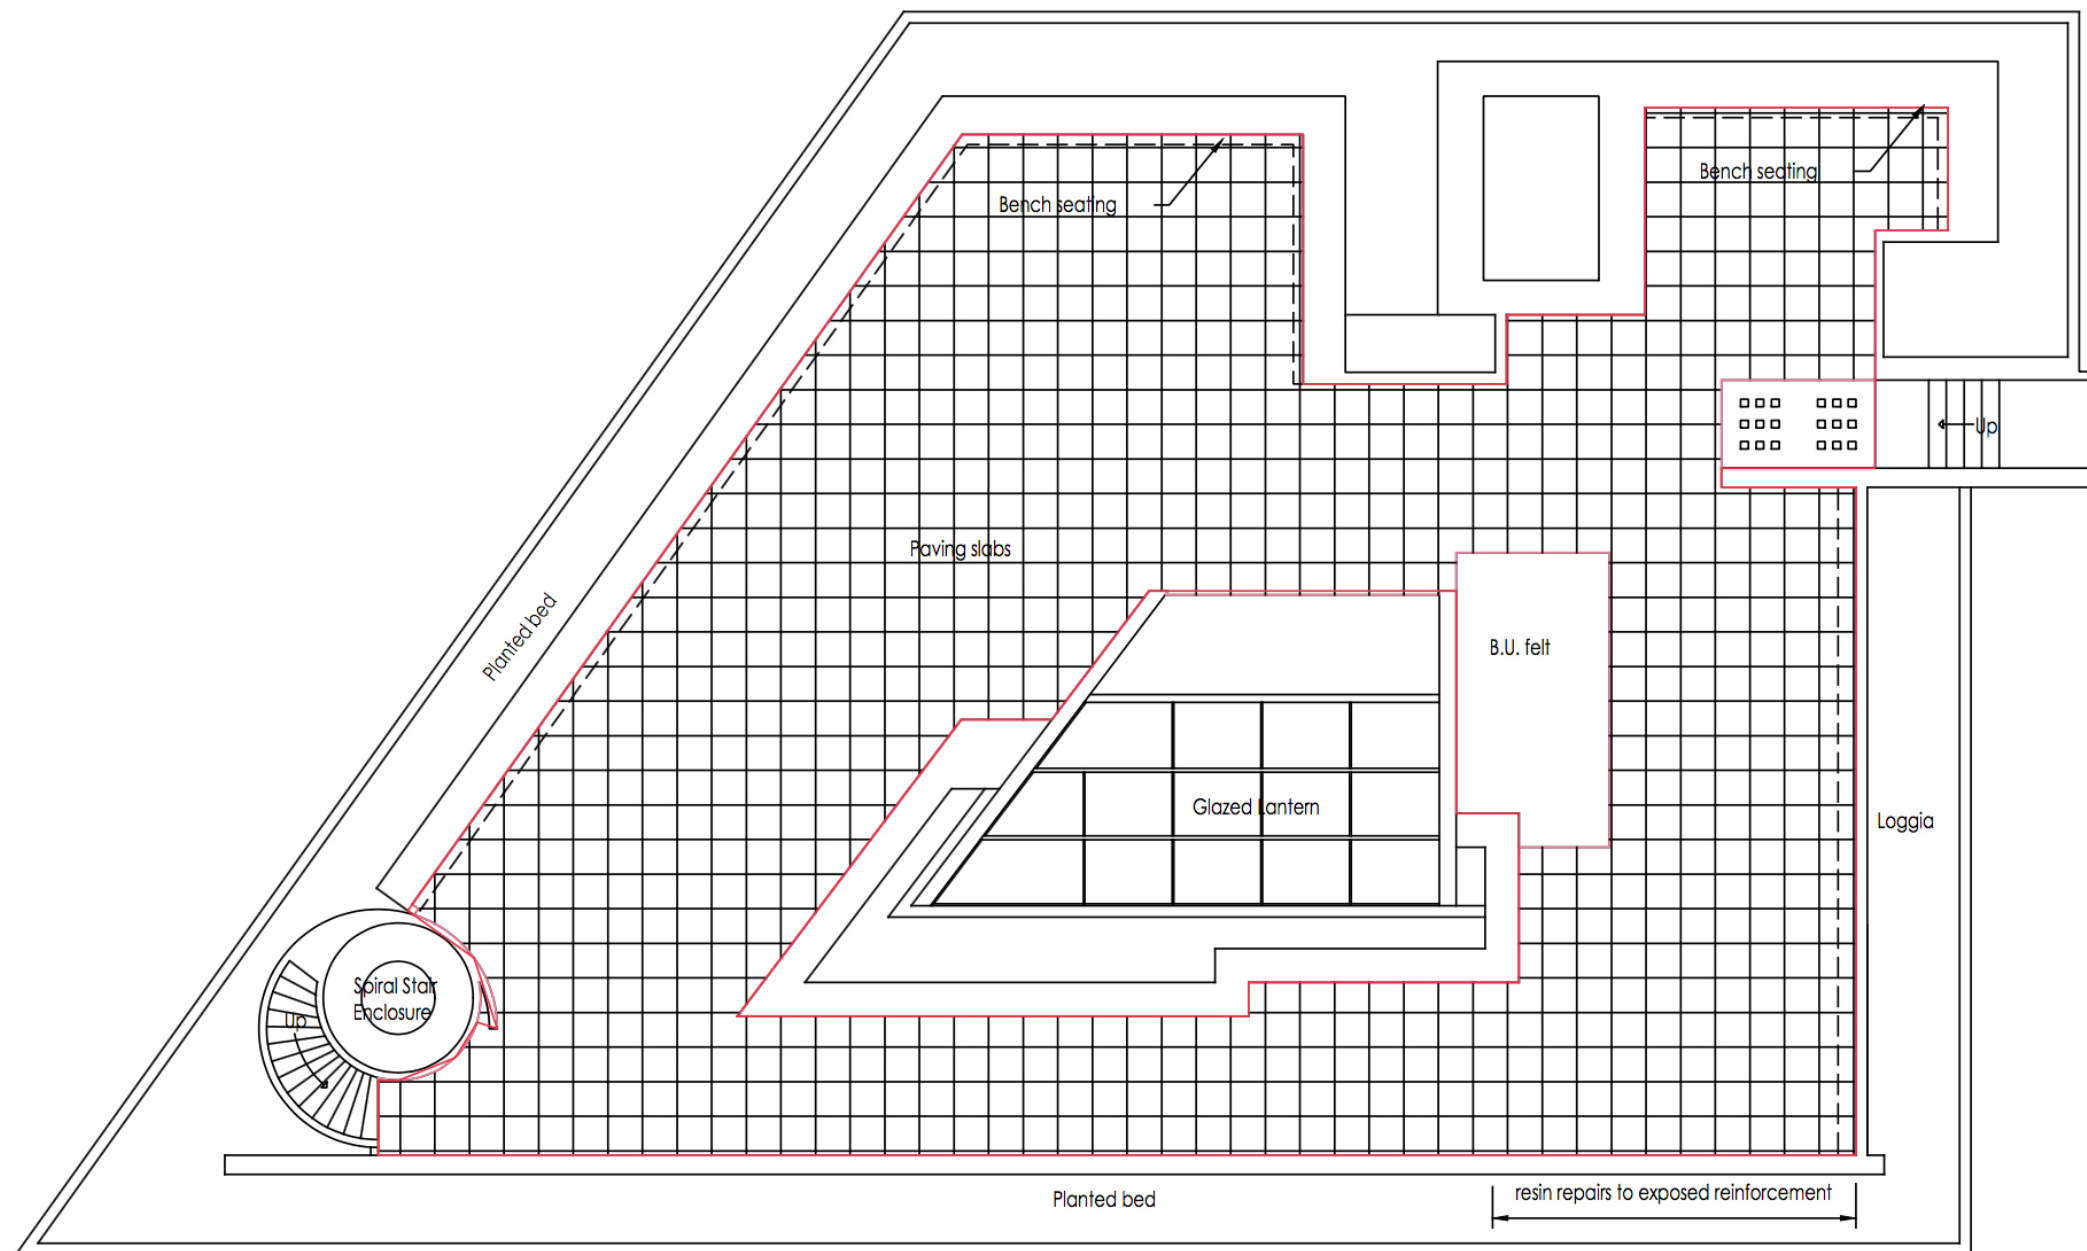 Bench seating
Bench seating
Up
Paving slabs
Planted bed
B.U. felt
Glazed Lantern
Loggia
Spiral Stair
Enclosure
Up
Planted bed
resin repairs to exposed reinforcement